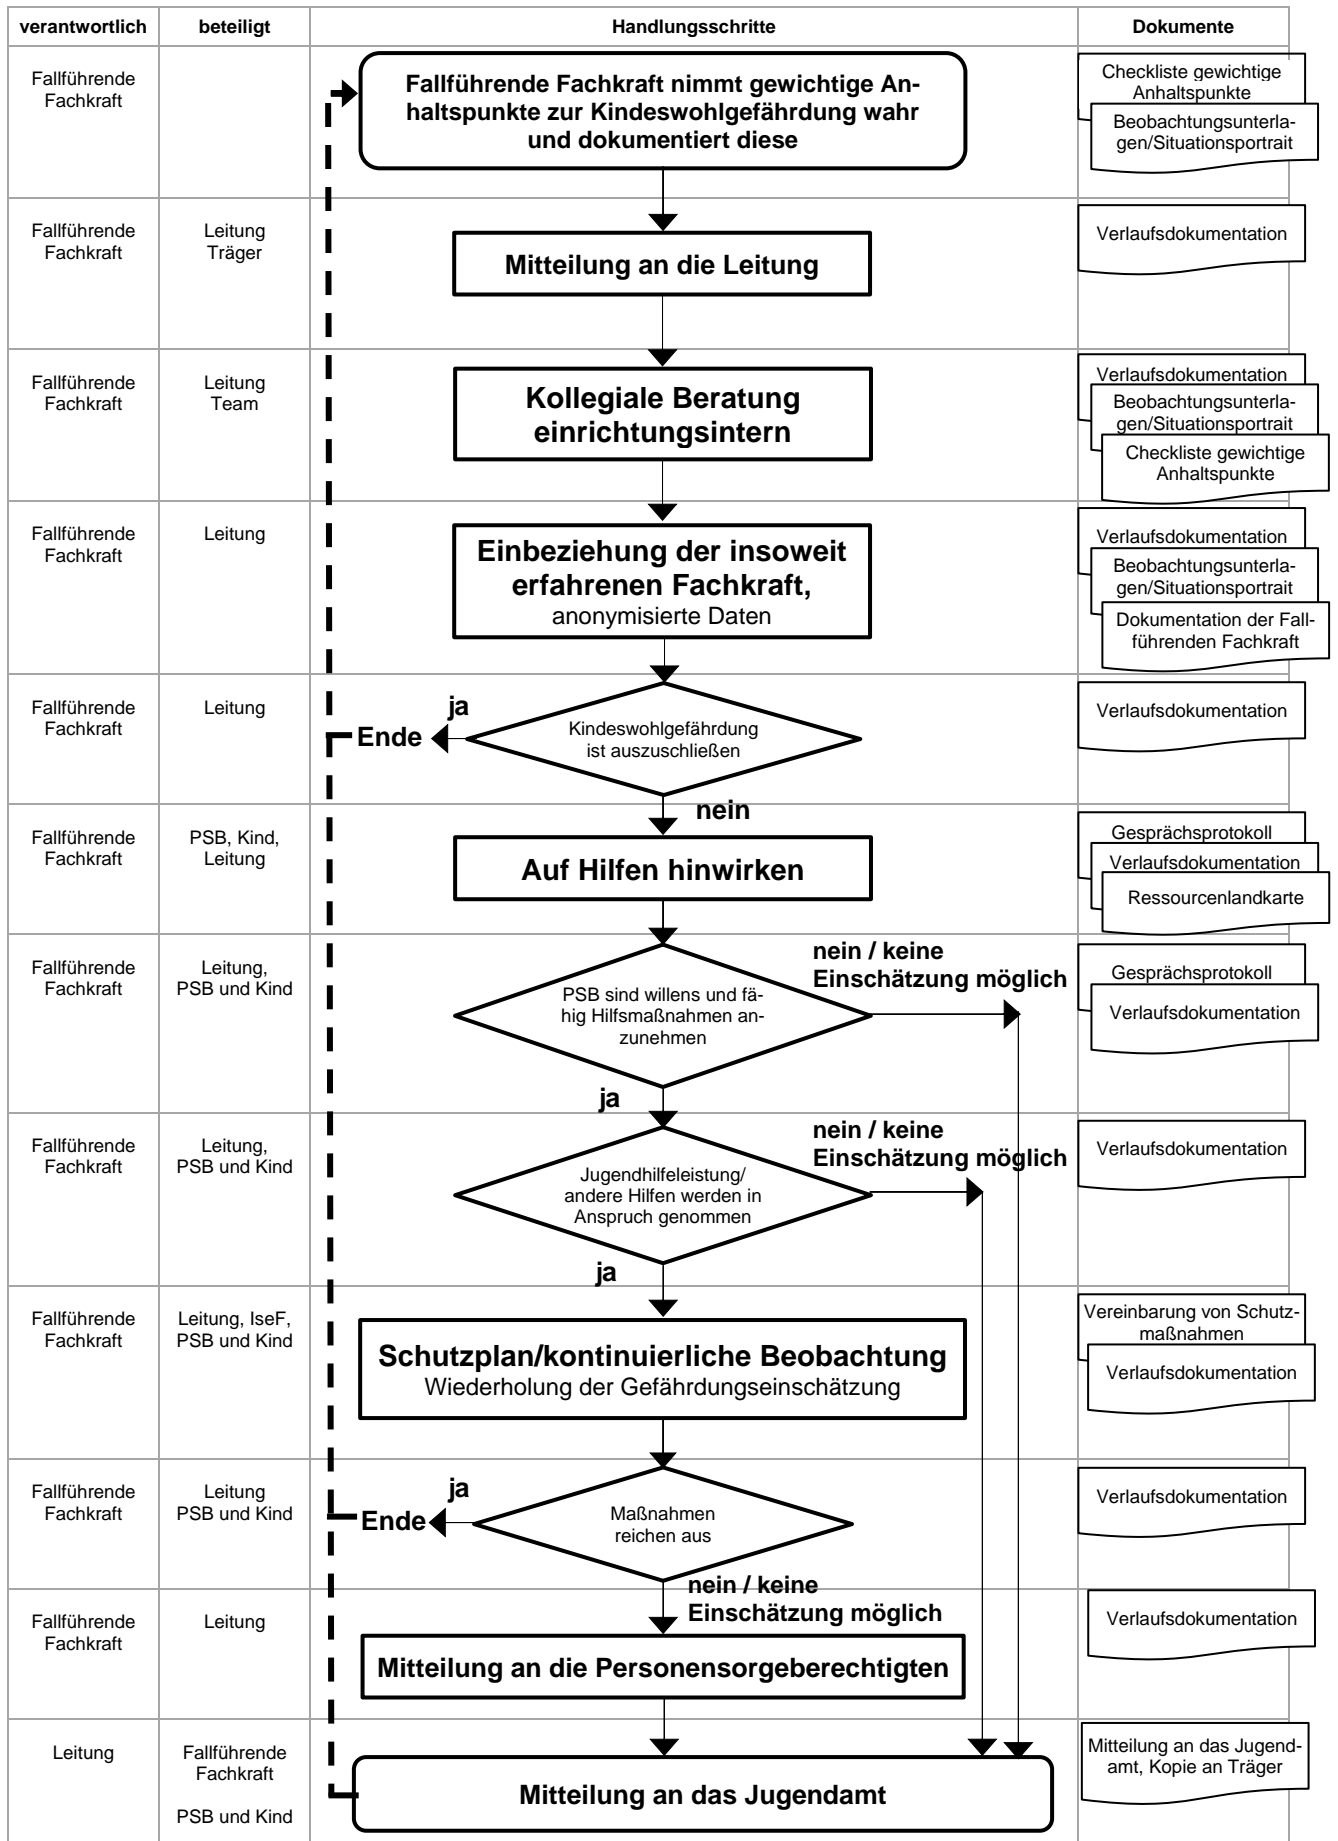 verantwortlich
beteiligt
Handlungsschritte
Dokumente
Fallführende
Fachkraft
Fallführende Fachkraft nimmt gewichtige An-
haltspunkte zur Kindeswohlgefährdung wahr
und dokumentiert diese
Checkliste gewichtige
Anhaltspunkte
Beobachtungsunterla-
gen/Situationsportrait
Fallführende
Fachkraft
Leitung
Träger
Mitteilung an die Leitung
Verlaufsdokumentation
Fallführende
Fachkraft
Leitung
Team
Kollegiale Beratung
einrichtungsintern
Verlaufsdokumentation
Beobachtungsunterla-
gen/Situationsportrait
Checkliste gewichtige
Anhaltspunkte
Fallführende
Fachkraft
Leitung
Einbeziehung der insoweit
erfahrenen Fachkraft,
anonymisierte Daten
Verlaufsdokumentation
Beobachtungsunterla-
gen/Situationsportrait
Dokumentation der Fall-
führenden Fachkraft
Fallführende
Fachkraft
Leitung
ja
Ende
Kindeswohlgefährdung
ist auszuschließen
nein
Verlaufsdokumentation
Fallführende
Fachkraft
PSB, Kind,
Leitung
Auf Hilfen hinwirken
Gesprächsprotokoll
Verlaufsdokumentation
Ressourcenlandkarte
Fallführende
Fachkraft
Leitung,
PSB und Kind
PSB sind willens und fä-
hig Hilfsmaßnahmen an-
zunehmen
nein / keine
Einschätzung möglich
ja
Gesprächsprotokoll
Verlaufsdokumentation
Fallführende
Fachkraft
Leitung,
PSB und Kind
Jugendhilfeleistung/
andere Hilfen werden in
Anspruch genommen
nein / keine
Einschätzung möglich
ja
Verlaufsdokumentation
Fallführende
Fachkraft
Leitung, IseF,
PSB und Kind
Schutzplan/kontinuierliche Beobachtung
Wiederholung der Gefährdungseinschätzung
Vereinbarung von Schutz-
maßnahmen
Verlaufsdokumentation
Fallführende
Fachkraft
Leitung
PSB und Kind
ja
Ende
Maßnahmen
reichen aus
nein / keine
Einschätzung möglich
Verlaufsdokumentation
Fallführende
Fachkraft
Leitung
Mitteilung an die Personensorgeberechtigten
Verlaufsdokumentation
Leitung
Fallführende
Fachkraft
PSB und Kind
Mitteilung an das Jugendamt
Mitteilung an das Jugend-
amt, Kopie an Träger